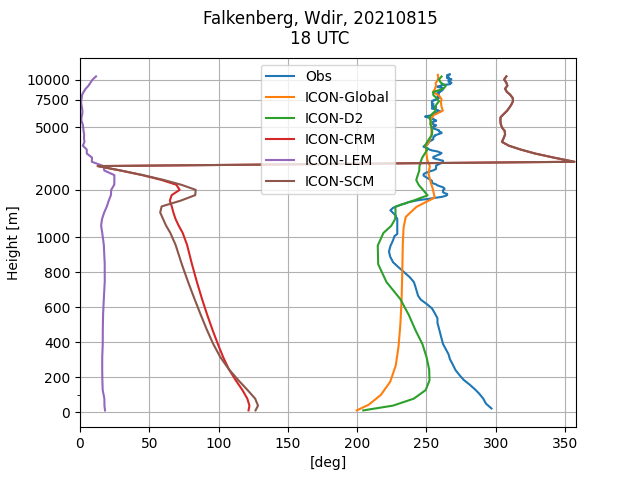 Falkenberg, Wdir, 20210815
18 UTC
Obs
ICON-Global
ICON-D2
ICON-CRM
ICON-LEM
ICON-SCM
Height [m]
10000
7500
5000
2000
1000
800
600
400
200
0
0 50 100 150 200 250 300 350
[deg]